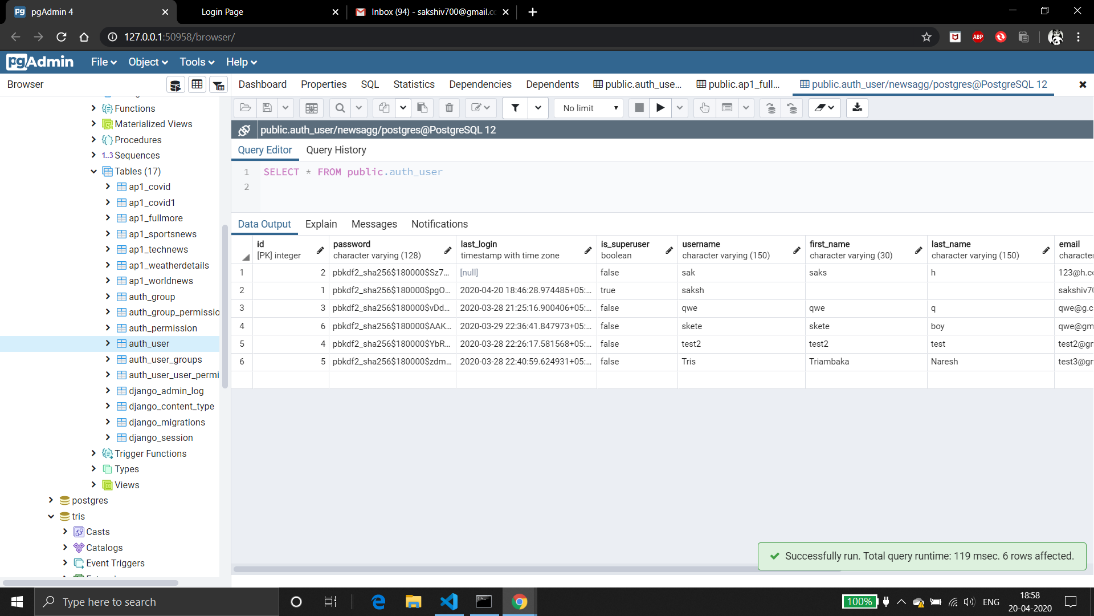 pgAdmin 4
Login Page
Inbox (94) - sakshiv700@gmail.co
127.0.0.1:50958/browser/
pgAdmin File Object Tools Help
Browser
Dashboard Properties SQL Statistics Dependencies Dependents public.auth_use... public.ap1_full... public.auth_user/newsagg/postgres@PostgreSQL 12
No limit
public.auth_user/newsagg/postgres@PostgreSQL 12
Query Editor Query History
1 SELECT * FROM public.auth_user
2
Data Output Explain Messages Notifications
id password last_login is_superuser username first_name last_name email
[PK] integer character varying (128) timestamp with time zone boolean character varying (150) character varying (30) character varying (150) characte
1 2 pbkdf2_sha256$180000$Sz7... [null] false sak saks h 123@h.c
2 1 pbkdf2_sha256$180000$pgO... 2020-04-20 18:46:28.974485+05:... true saksh sakshiv7
3 3 pbkdf2_sha256$180000$vDd... 2020-03-28 21:25:16.900406+05:... false qwe qwe q qwe@g.c
4 6 pbkdf2_sha256$180000$AAK... 2020-03-29 22:36:41.847973+05:... false skete skete boy qwe@gm
5 4 pbkdf2_sha256$180000$YbR... 2020-03-28 22:26:17.581568+05:... false test2 test2 test test2@gr
6 5 pbkdf2_sha256$180000$zdm... 2020-03-28 22:40:59.624931+05:... false Tris Triambaka Naresh test3@gr
Functions
Materialized Views
Procedures
1..3 Sequences
Tables (17)
ap1_covid
ap1_covid1
ap1_fullmore
ap1_sportsnews
ap1_technews
ap1_weatherdetails
ap1_worldnews
auth_group
auth_group_permissio
auth_permission
auth_user
auth_user_groups
auth_user_user_permi
django_admin_log
django_content_type
django_migrations
django_session
Trigger Functions
Types
Views
postgres
tris
Casts
Catalogs
Event Triggers
Successfully run. Total query runtime: 119 msec. 6 rows affected.
Type here to search
100%
ENG
18:58
20-04-2020